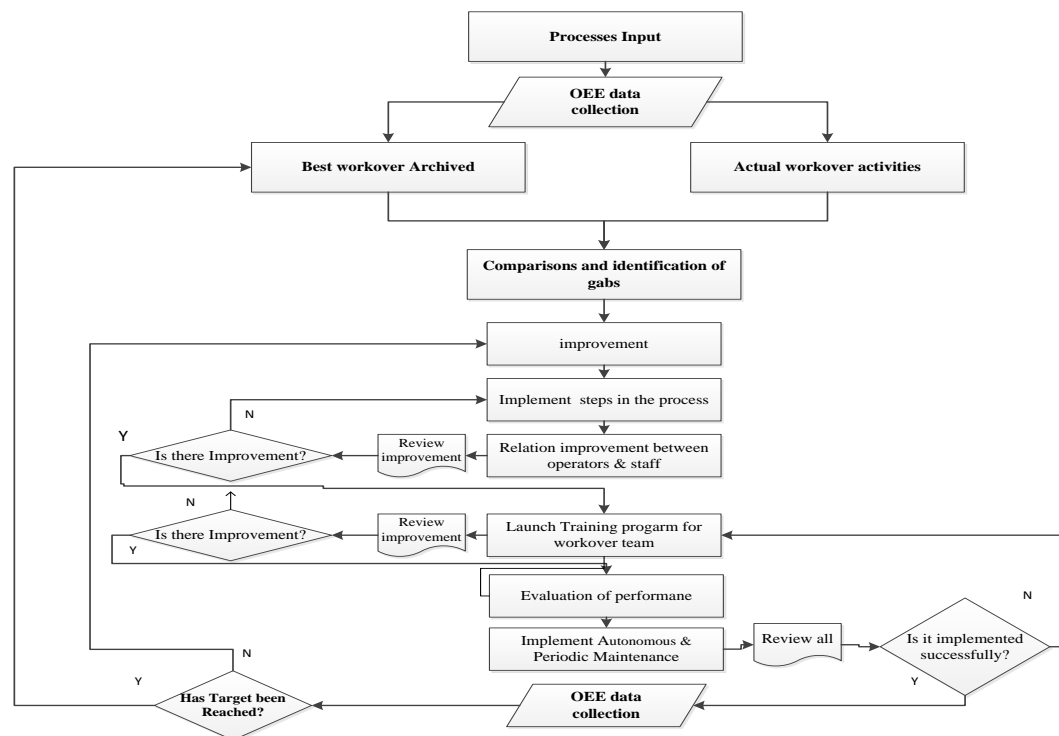 Processes Input
OEE data
collection
Best workover Archived
Actual workover activities
Comparisons and identification of
gabs
improvement
Implement steps in the process
N
Y
Is there Improvement?
Review
improvement
Relation improvement between
operators & staff
N
Is there Improvement?
Y
Review
improvement
Launch Training progarm for
workover team
Evaluation of performane
Implement Autonomous &
Periodic Maintenance
Review all
Is it implemented
successfully?
N
Y
OEE data
collection
N
Y
Has Target been
Reached?